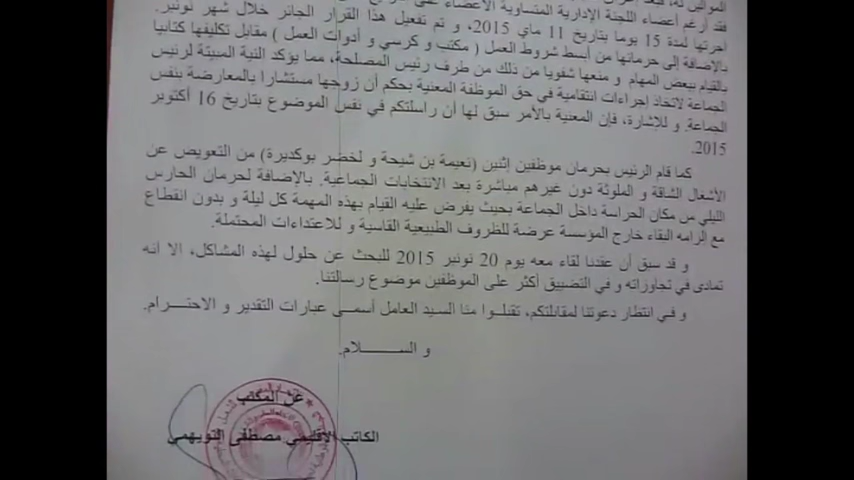 الموالين له، فبعد
فقد أرغم أعضاء اللجنة الإدارية المتساوية الأعضاء على
أجرتها لمدة 15 يوما بتاريخ 11 ماي 2015، و تم تفعيل هذا القرار الجائر خلال شهر نونبر.
بالإضافة إلى حرمانها من أبسط شروط العمل ( مكتب و كرسي و أدوات العمل ) مقابل تكليفها كتابيا
بالقيام ببعض المهام و منعها شفويا من ذلك من طرف رئيس المصلحة، مما يؤكد النية المبيتة لرئيس
الجماعة لاتخاذ إجراءات انتقامية في حق الموظفة المعنية بحكم أن زوجها مستشارا بالمعارضة بنفس
الجماعة. و للإشارة، فإن المعنية بالأمر سبق لها أن راسلتكم في نفس الموضوع بتاريخ 16 أكتوبر
2015.
كما قام الرئيس بحرمان موظفين إثنين (نعيمة بن شيحة و لخضر بوكديرة) من التعويض عن
الأشغال الشاقة و الملوثة دون غيرهم مباشرة بعد الانتخابات الجماعية. بالإضافة لحرمان الحارس
الليلي من مكان الحراسة داخل الجماعة بحيث يفرض عليه القيام بهذه المهمة كل ليلة و بدون انقطاع
مع إلزامه البقاء خارج المؤسسة عرضة للظروف الطبيعية القاسية و للاعتداءات المحتملة.
و قد سبق أن عقدنا لقاء معه يوم 20 نونبر 2015 للبحث عن حلول لهذه المشاكل، الا انه
تمادى في تجاوزاته و في التضييق أكثر على الموظفين موضوع رسالتنا.
و في انتظار دعوتنا لمقابلتكم، تقبلوا منا السيد العامل أسمى عبارات التقدير و الاحترام.
و السـلام.
عن المكتب
الكاتب الإقليمي مصطفى التويهمي